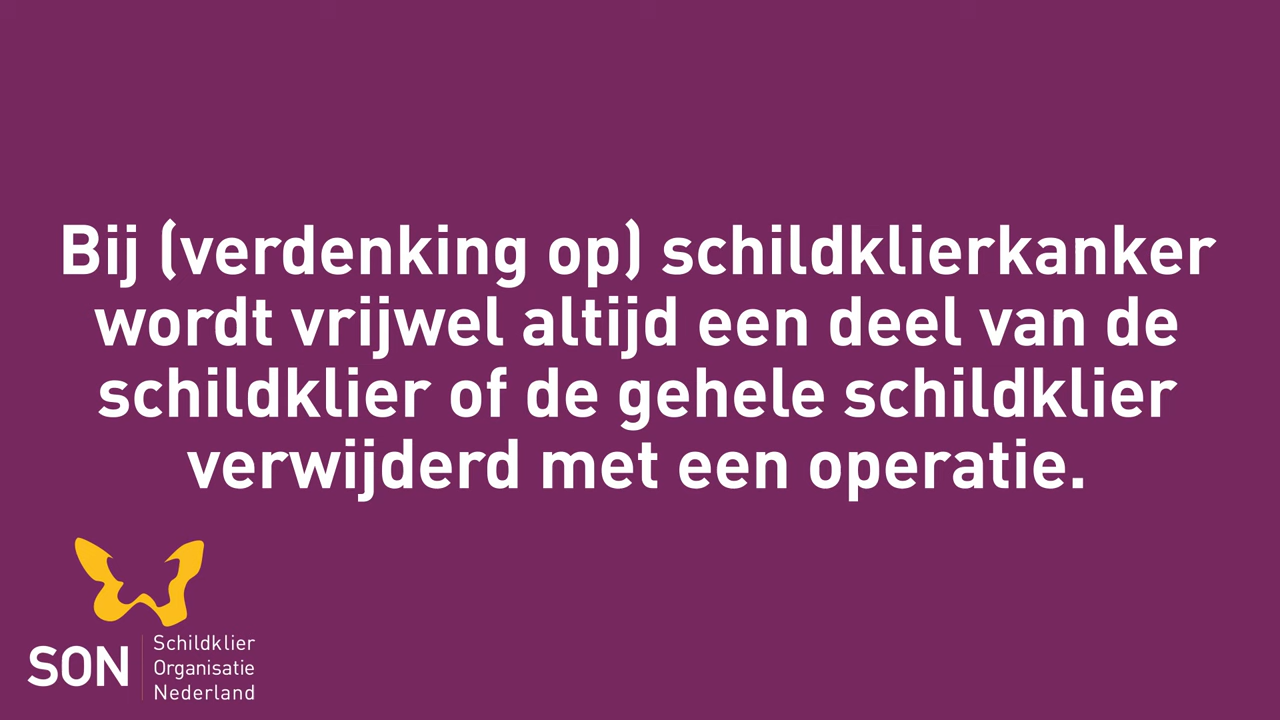 Bij (verdenking op) schildklierkanker
wordt vrijwel altijd een deel van de
schildklier of de gehele schildklier
verwijderd met een operatie.
SON
Schildklier
Organisatie
Nederland